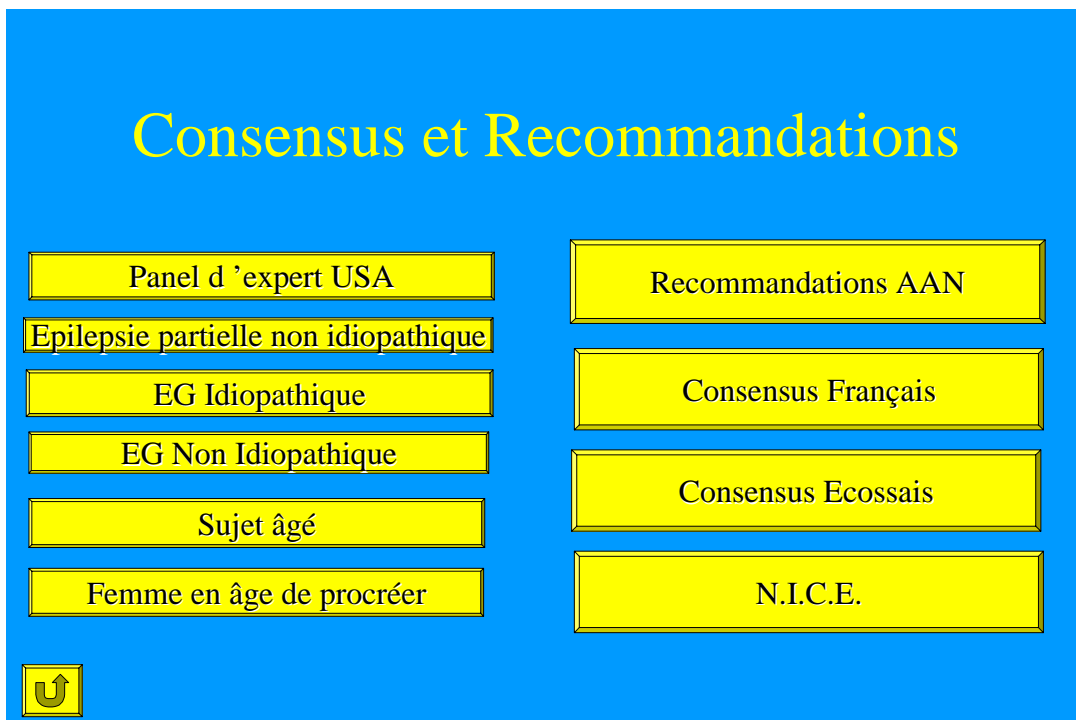 Consensus et Recommandations
Panel d ’expert USA
Epilepsie partielle non idiopathique
EG Idiopathique
EG Non Idiopathique
Sujet âgé
Femme en âge de procréer
Recommandations AAN
Consensus Français
Consensus Ecossais
N.I.C.E.